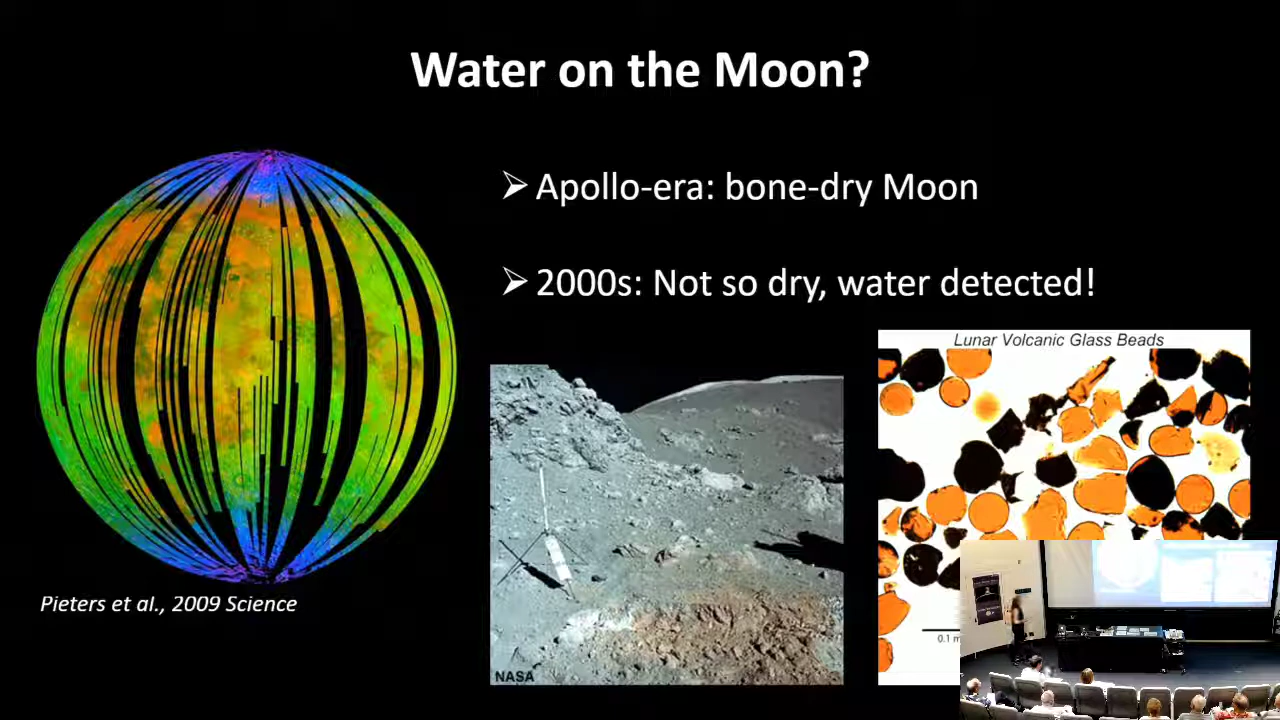 Water on the Moon?
Apollo-era: bone-dry Moon
2000s: Not so dry, water detected!
Lunar Volcanic Glass Beads
Pieters et al., 2009 Science
NASA
0.1